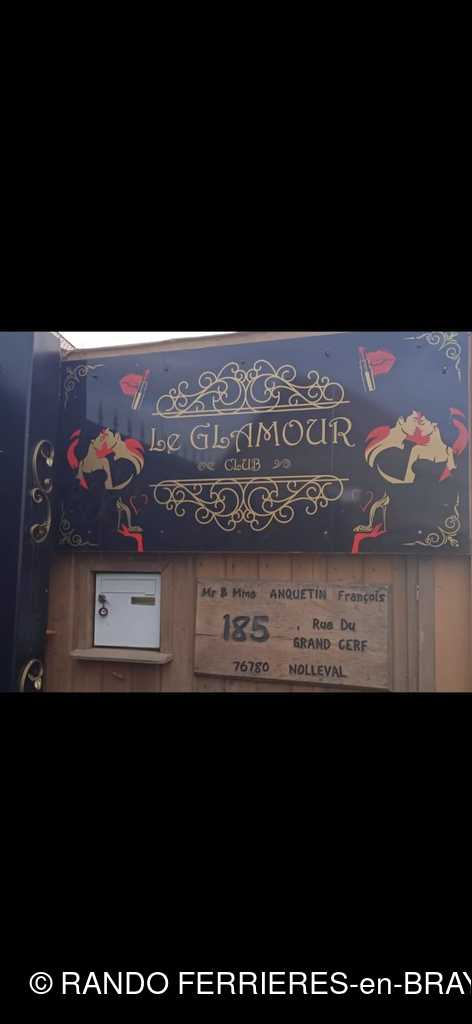 Le GLAMOUR
CLUB
Mr & Mme ANQUETIN François
185, Rue Du
GRAND CERF
76780 NOLLEVAL
© RANDO FERRIERES-en-BRAY